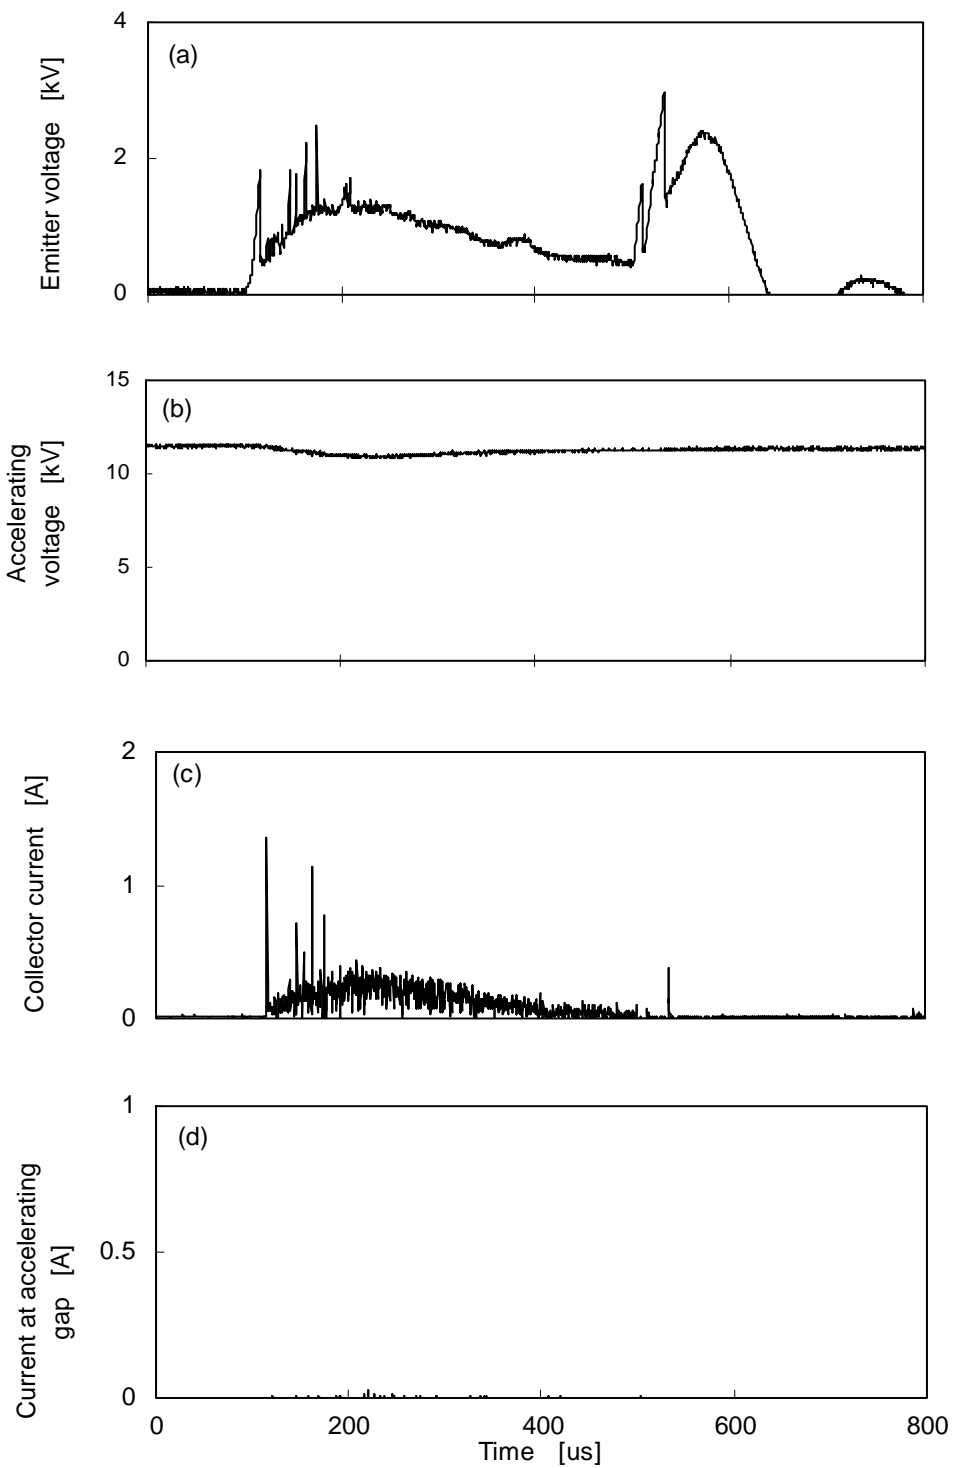 4
(a)
Emitter voltage [kV]
2
0
15
(b)
Accelerating
voltage [kV]
10
5
0
2
(c)
Collector current [A]
1
0
1
(d)
Current at accelerating
gap [A]
0.5
0
0 200 400 600 800
Time [us]